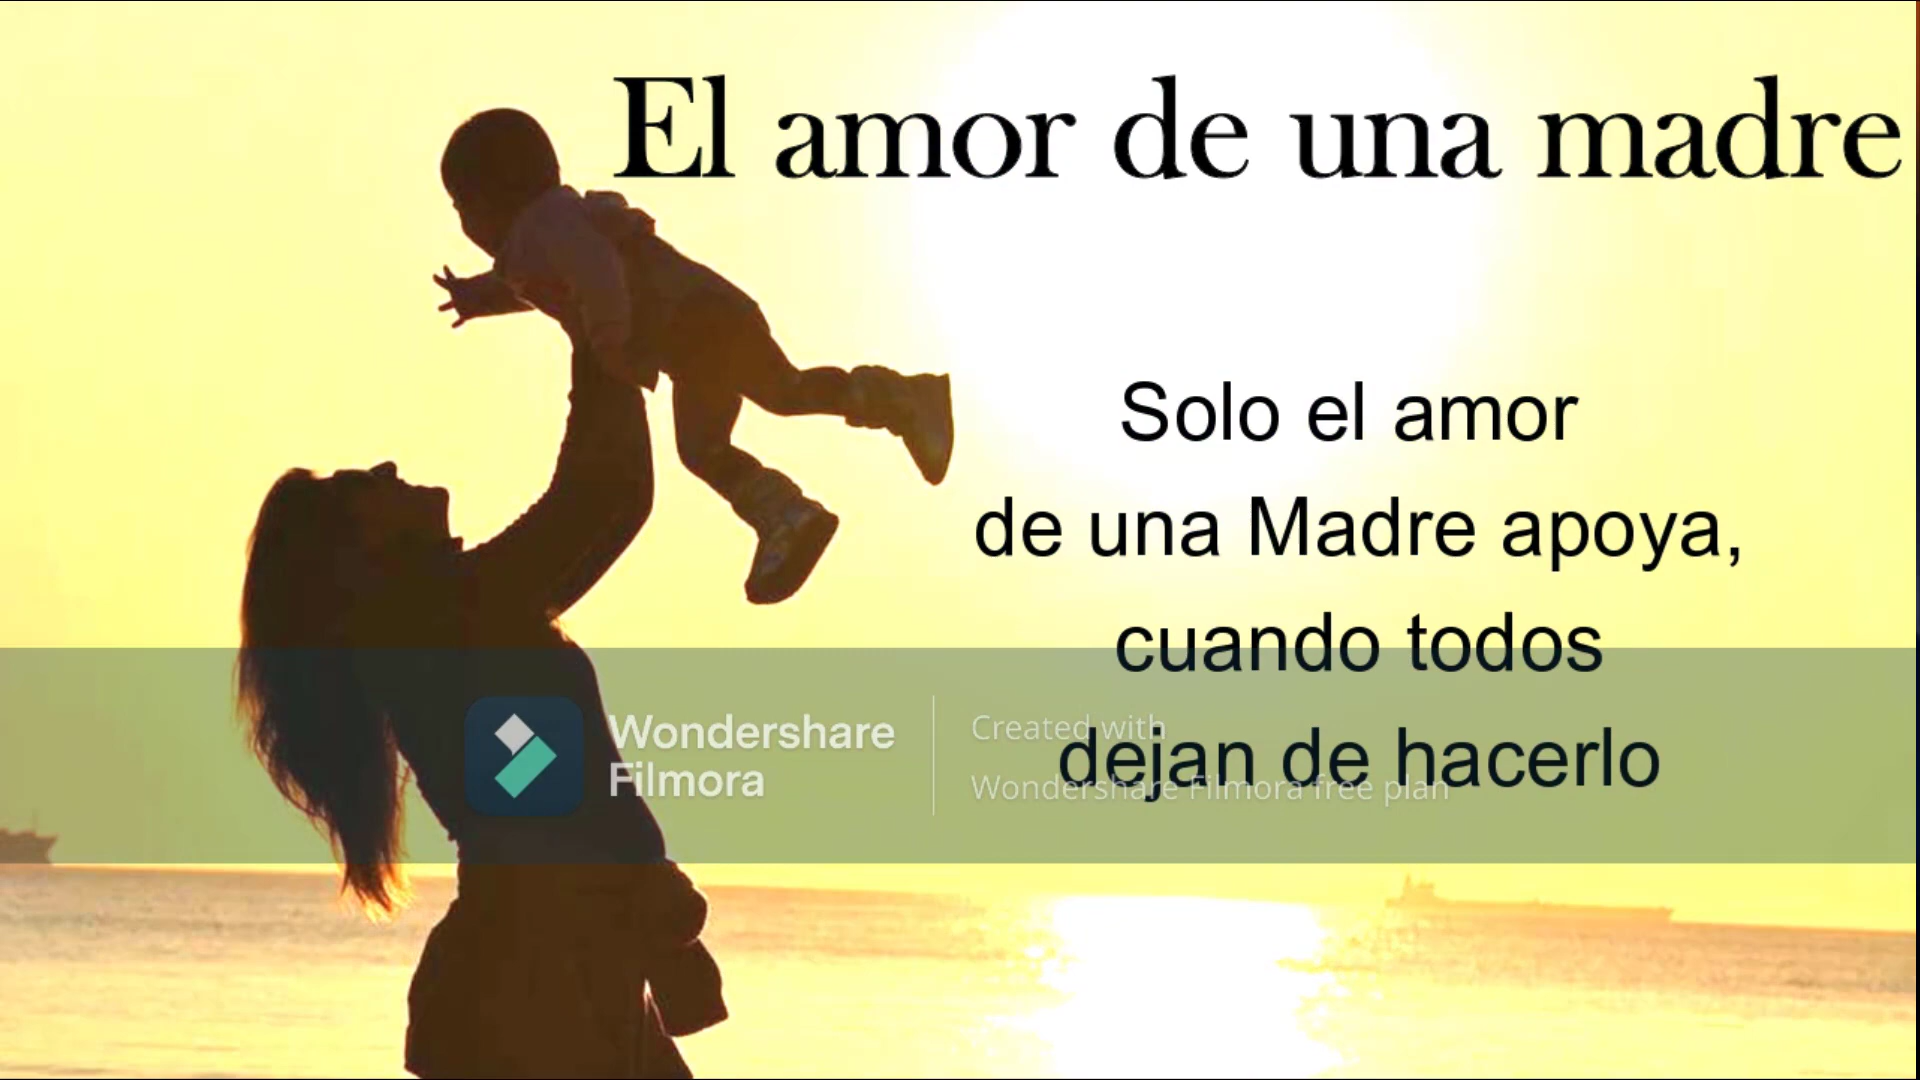 El amor de una madre
Solo el amor
de una Madre apoya,
cuando todos
dejan de hacerlo
Wondershare
Filmora
Created with
Wondershare Filmora free plan